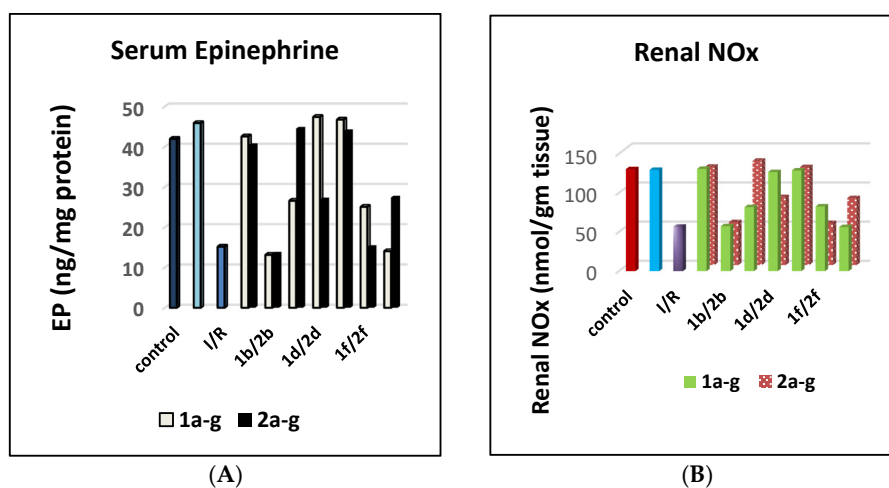 Serum Epinephrine
EP (ng/mg protein)
50
40
30
20
10
0
control
I/R
1b/2b
1d/2d
1f/2f
1a-g
2a-g
(A)
Renal NOx
Renal NOx (nmol/gm tissue)
150
100
50
0
control
I/R
1b/2b
1d/2d
1f/2f
1a-g
2a-g
(B)